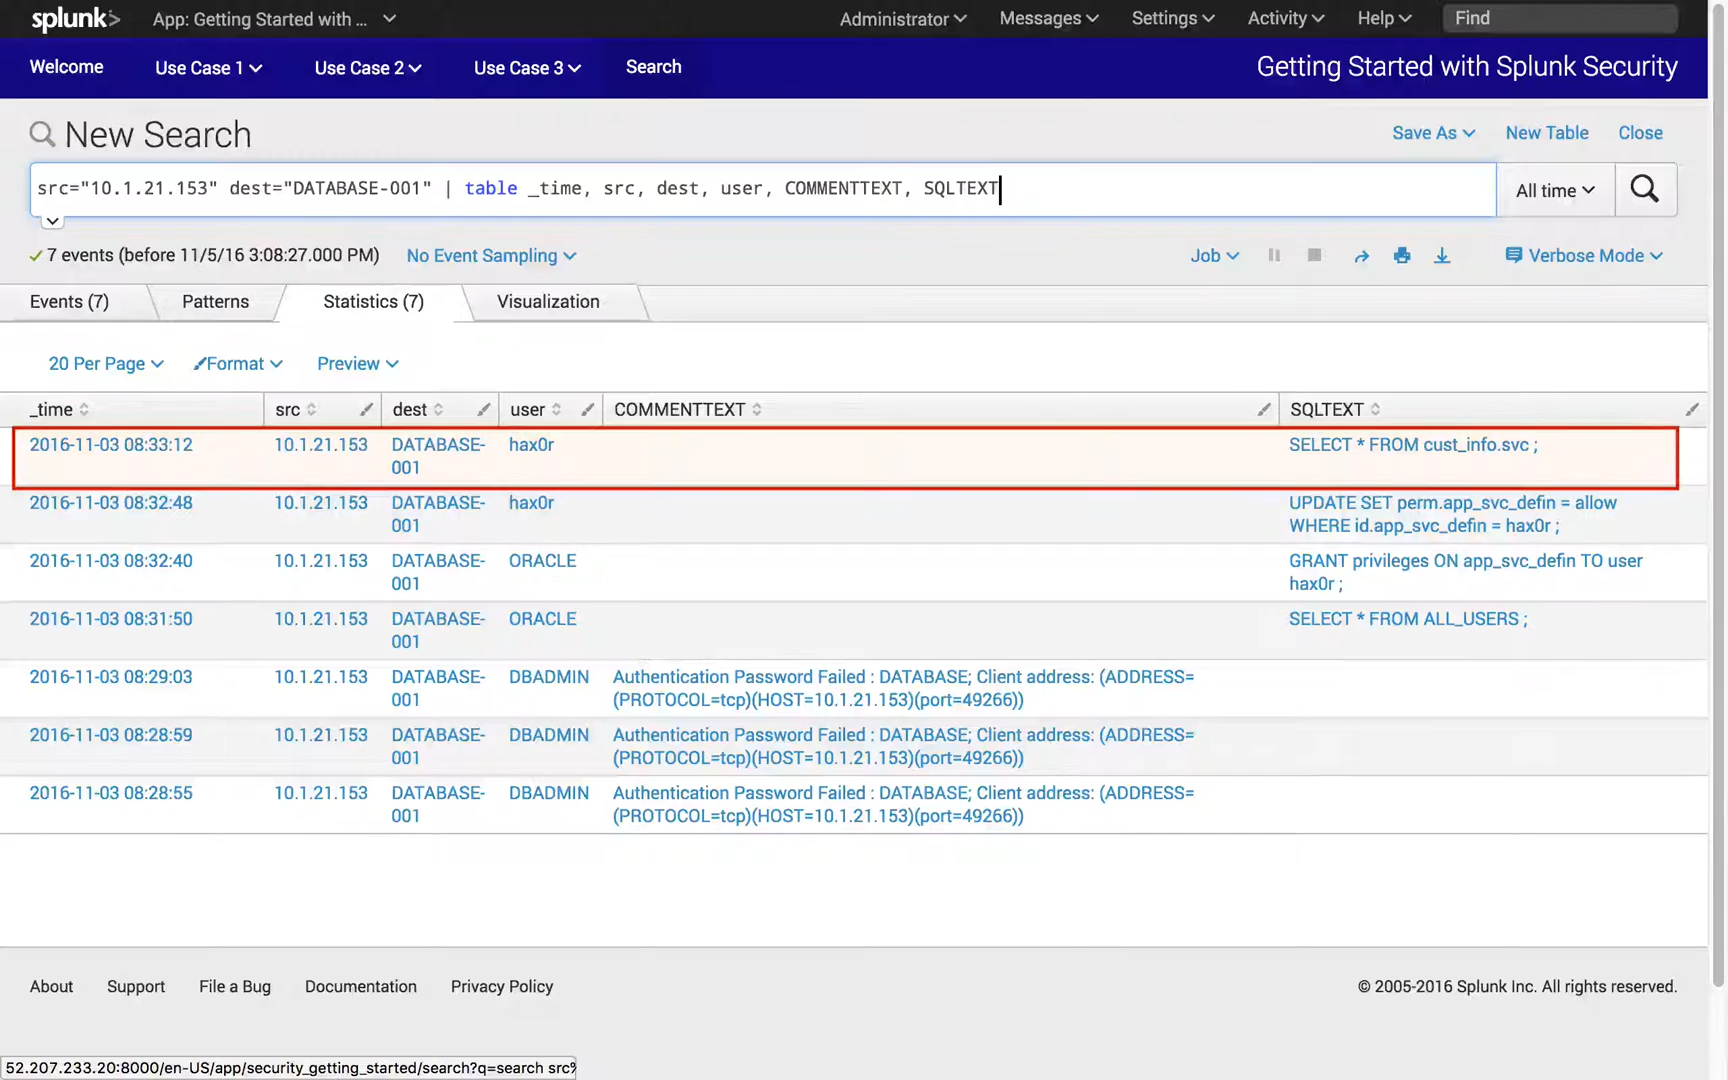 splunk> App: Getting Started with ... Administrator Messages Settings Activity Help Find
Welcome Use Case 1 Use Case 2 Use Case 3 Search Getting Started with Splunk Security
New Search Save As New Table Close
src="10.1.21.153" dest="DATABASE-001" | table _time, src, dest, user, COMMENTTEXT, SQLTEXT All time
7 events (before 11/5/16 3:08:27.000 PM) No Event Sampling Job Verbose Mode
Events (7) Patterns Statistics (7) Visualization
20 Per Page Format Preview
_time src dest user COMMENTTEXT SQLTEXT
2016-11-03 08:33:12 10.1.21.153 DATABASE- hax0r SELECT * FROM cust_info.svc ;
001
2016-11-03 08:32:48 10.1.21.153 DATABASE- hax0r UPDATE SET perm.app_svc_defin = allow
001 WHERE id.app_svc_defin = hax0r ;
2016-11-03 08:32:40 10.1.21.153 DATABASE- ORACLE GRANT privileges ON app_svc_defin TO user
001 hax0r ;
2016-11-03 08:31:50 10.1.21.153 DATABASE- ORACLE SELECT * FROM ALL_USERS ;
001
2016-11-03 08:29:03 10.1.21.153 DATABASE- DBADMIN Authentication Password Failed : DATABASE; Client address: (ADDRESS=
001 (PROTOCOL=tcp)(HOST=10.1.21.153)(port=49266))
2016-11-03 08:28:59 10.1.21.153 DATABASE- DBADMIN Authentication Password Failed : DATABASE; Client address: (ADDRESS=
001 (PROTOCOL=tcp)(HOST=10.1.21.153)(port=49266))
2016-11-03 08:28:55 10.1.21.153 DATABASE- DBADMIN Authentication Password Failed : DATABASE; Client address: (ADDRESS=
001 (PROTOCOL=tcp)(HOST=10.1.21.153)(port=49266))
About Support File a Bug Documentation Privacy Policy © 2005-2016 Splunk Inc. All rights reserved.
52.207.233.20:8000/en-US/app/security_getting_started/search?q=search src%